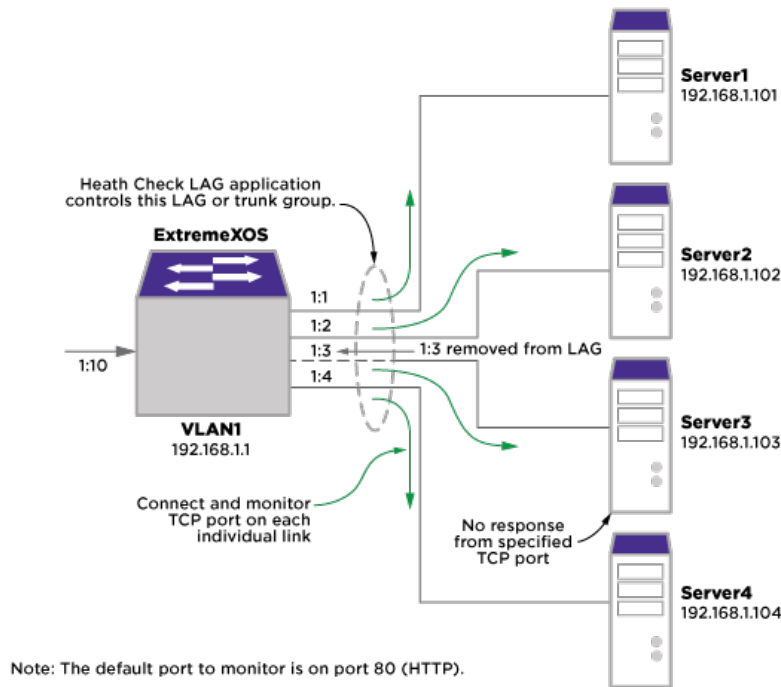 Server1
192.168.1.101
Heath Check LAG application
controls this LAG or trunk group.
ExtremeXOS
Server2
192.168.1.102
1:1
1:2
1:3
1:3 removed from LAG
1:4
1:10
VLAN1
192.168.1.1
Server3
192.168.1.103
Connect and monitor
TCP port on each
individual link
No response
from specified
TCP port
Server4
192.168.1.104
Note: The default port to monitor is on port 80 (HTTP).